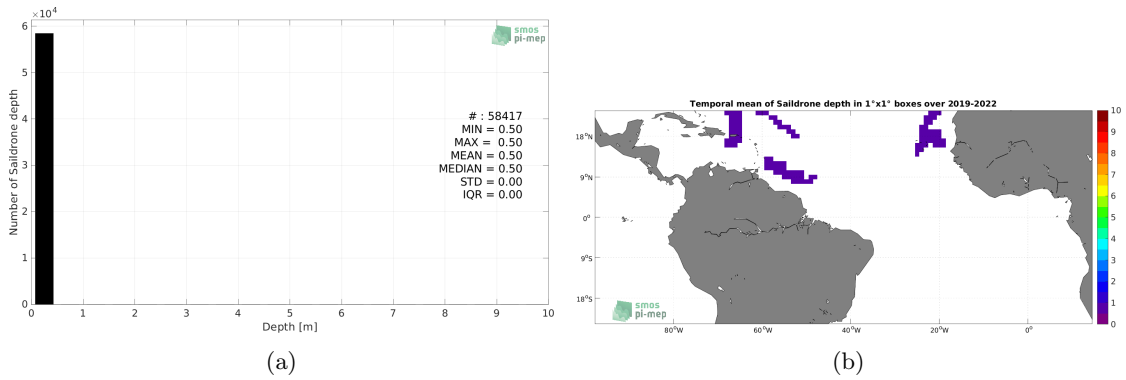 ×10⁴
6
5
4
3
2
1
0
Number of Saildrone depth
smos
pi-mep
# : 58417
MIN = 0.50
MAX = 0.50
MEAN = 0.50
MEDIAN = 0.50
STD = 0.00
IQR = 0.00
0 1 2 3 4 5 6 7 8 9 10
Depth [m]
(a)
Temporal mean of Saildrone depth in 1°x1° boxes over 2019-2022
18°N
9°N
0°
9°S
18°S
smos
pi-mep
80°W 60°W 40°W 20°W 0°
10
9
8
7
6
5
4
3
2
1
0
(b)